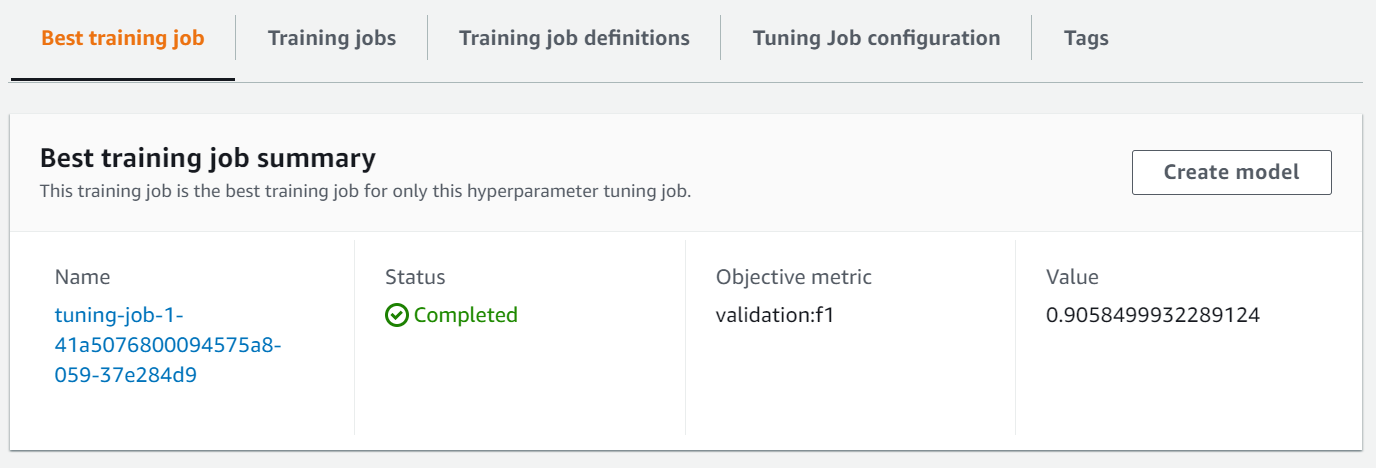 Best training job
Training jobs
Training job definitions
Tuning Job configuration
Tags
Best training job summary
This training job is the best training job for only this hyperparameter tuning job.
Create model
Name
tuning-job-1-
41a5076800094575a8-
059-37e284d9
Status
Completed
Objective metric
validation:f1
Value
0.9058499932289124